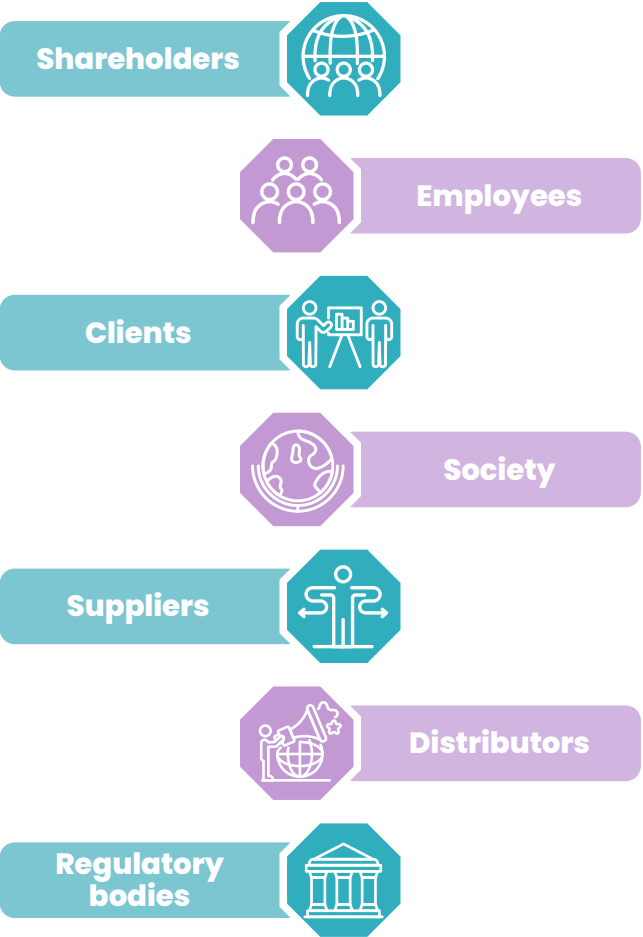 Shareholders
Employees
Clients
Society
Suppliers
Distributors
Regulatory
bodies